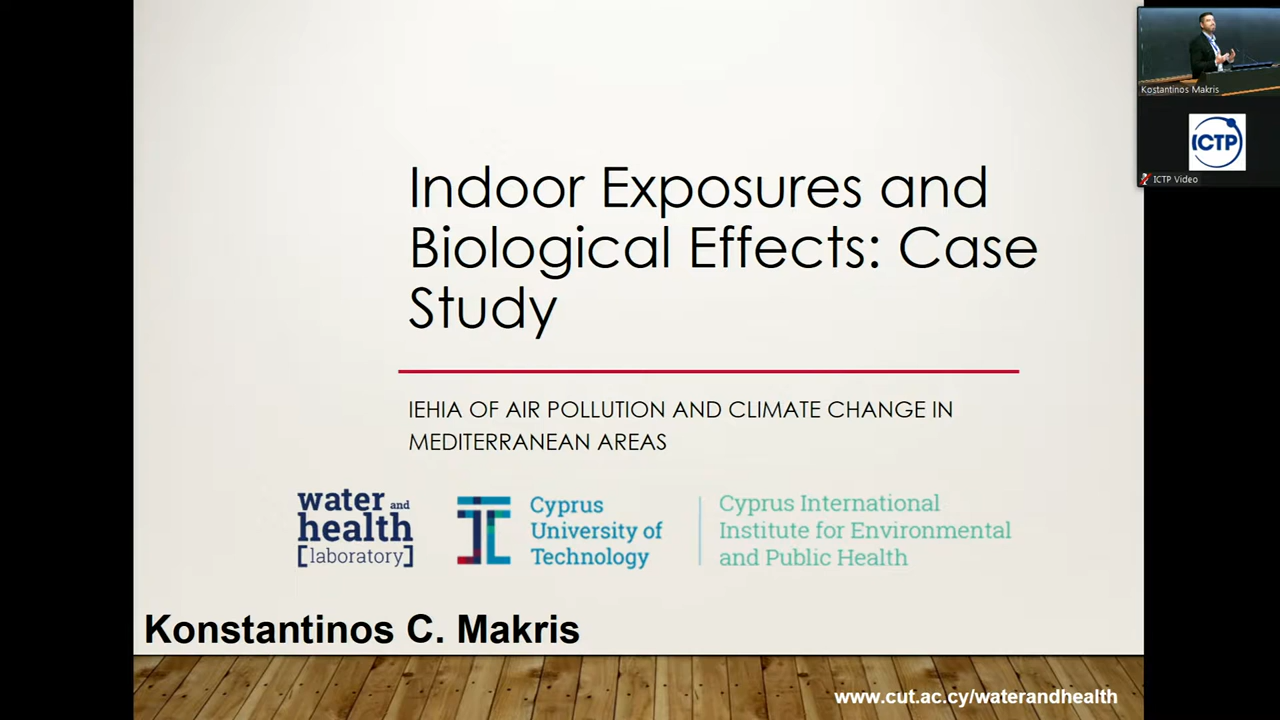 Indoor Exposures and
Biological Effects: Case
Study
IEHIA OF AIR POLLUTION AND CLIMATE CHANGE IN
MEDITERRANEAN AREAS
water and
health
[laboratory]
Cyprus
University of
Technology
Cyprus International
Institute for Environmental
and Public Health
Konstantinos C. Makris
www.cut.ac.cy/waterandhealth
Kostantinos Makris
ICTP
ICTP Video